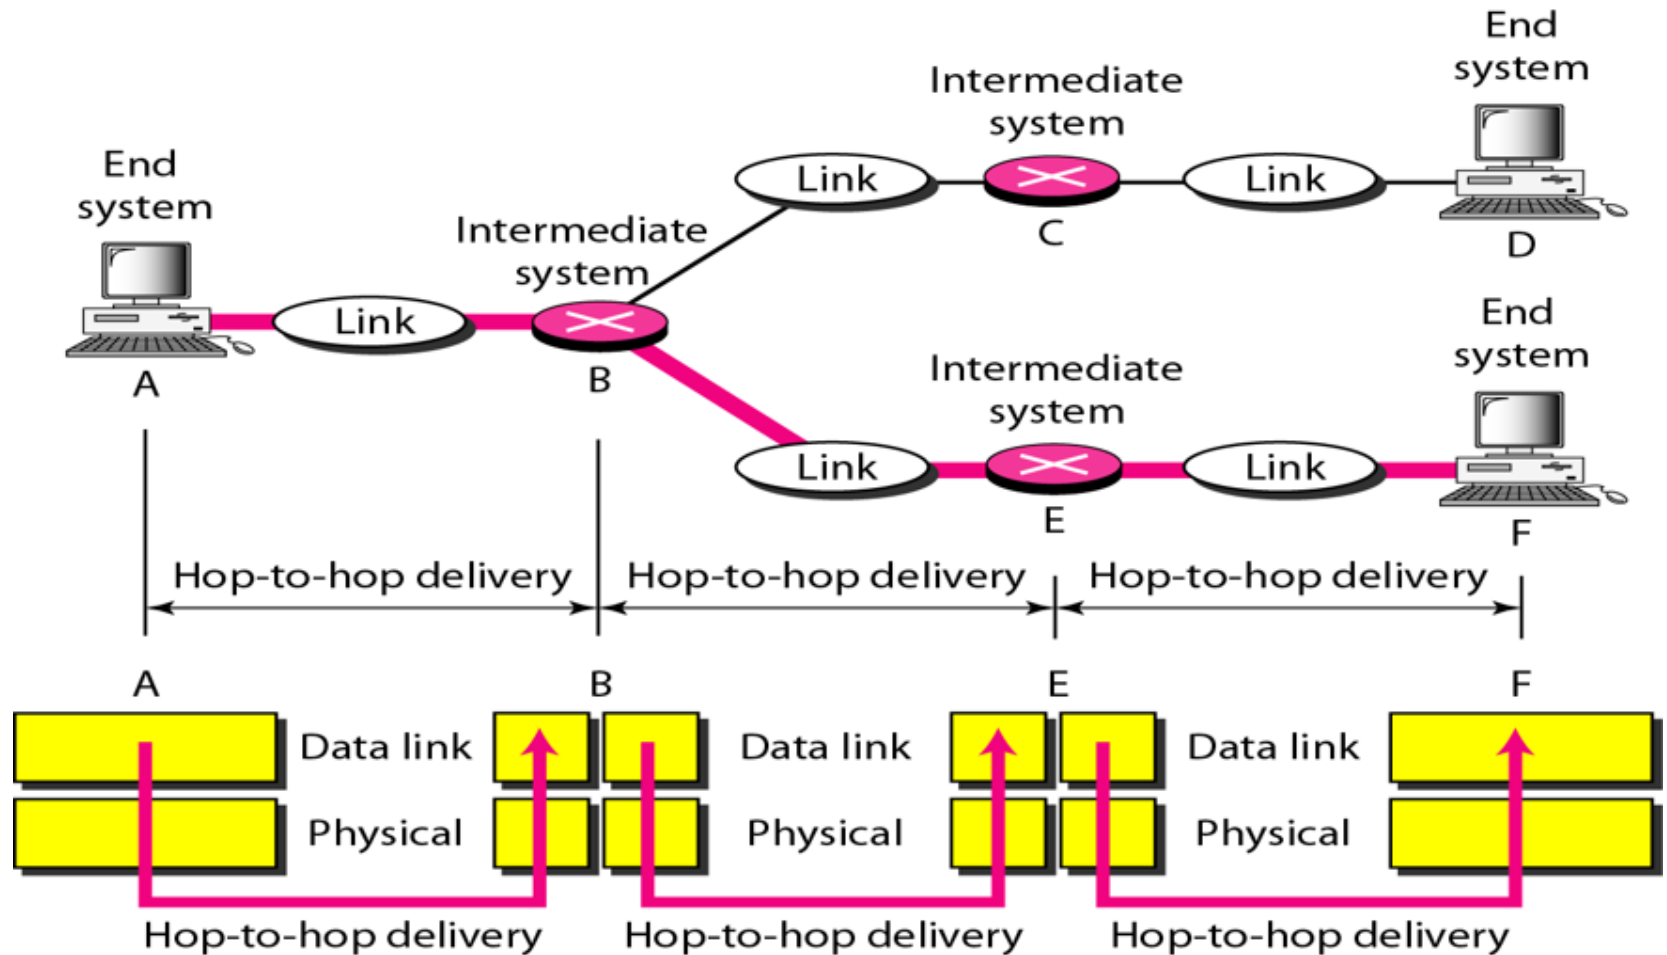 End
system
Intermediate
system
Link
C
Link
D
End
system
A
Link
Intermediate
system
B
Link
Intermediate
system
E
Link
End
system
F
Hop-to-hop delivery
Hop-to-hop delivery
Hop-to-hop delivery
A
B
E
F
Data link
Data link
Data link
Physical
Physical
Physical
Hop-to-hop delivery
Hop-to-hop delivery
Hop-to-hop delivery